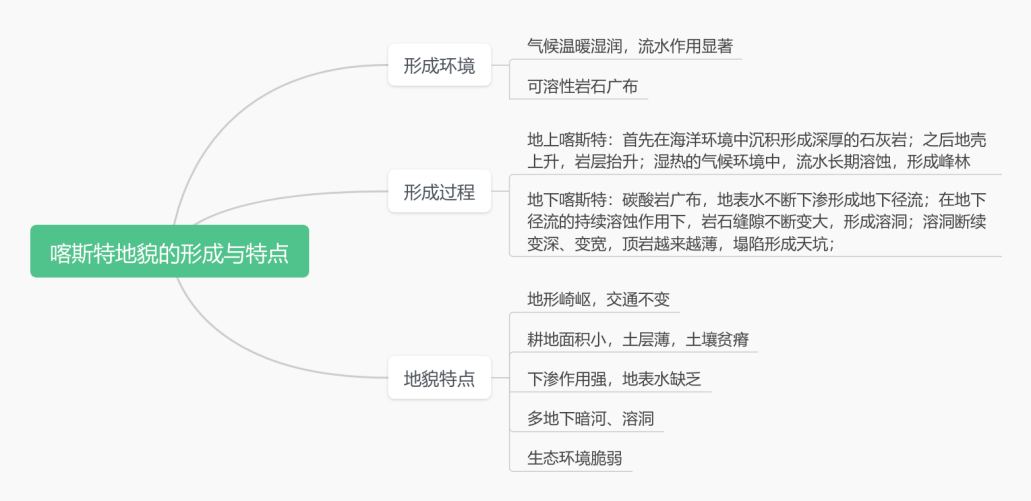 喀斯特地貌的形成与特点
形成环境
气候温暖湿润，流水作用显著
可溶性岩石广布
形成过程
地上喀斯特：首先在海洋环境中沉积形成深厚的石灰岩；之后地壳
上升，岩层抬升；湿热的气候环境中，流水长期溶蚀，形成峰林
地下喀斯特：碳酸岩广布，地表水不断下渗形成地下径流；在地下
径流的持续溶蚀作用下，岩石缝隙不断变大，形成溶洞；溶洞断续
变深、变宽，顶岩越来越薄，塌陷形成天坑；
地貌特点
地形崎岖，交通不变
耕地面积小，土层薄，土壤贫瘠
下渗作用强，地表水缺乏
多地下暗河、溶洞
生态环境脆弱